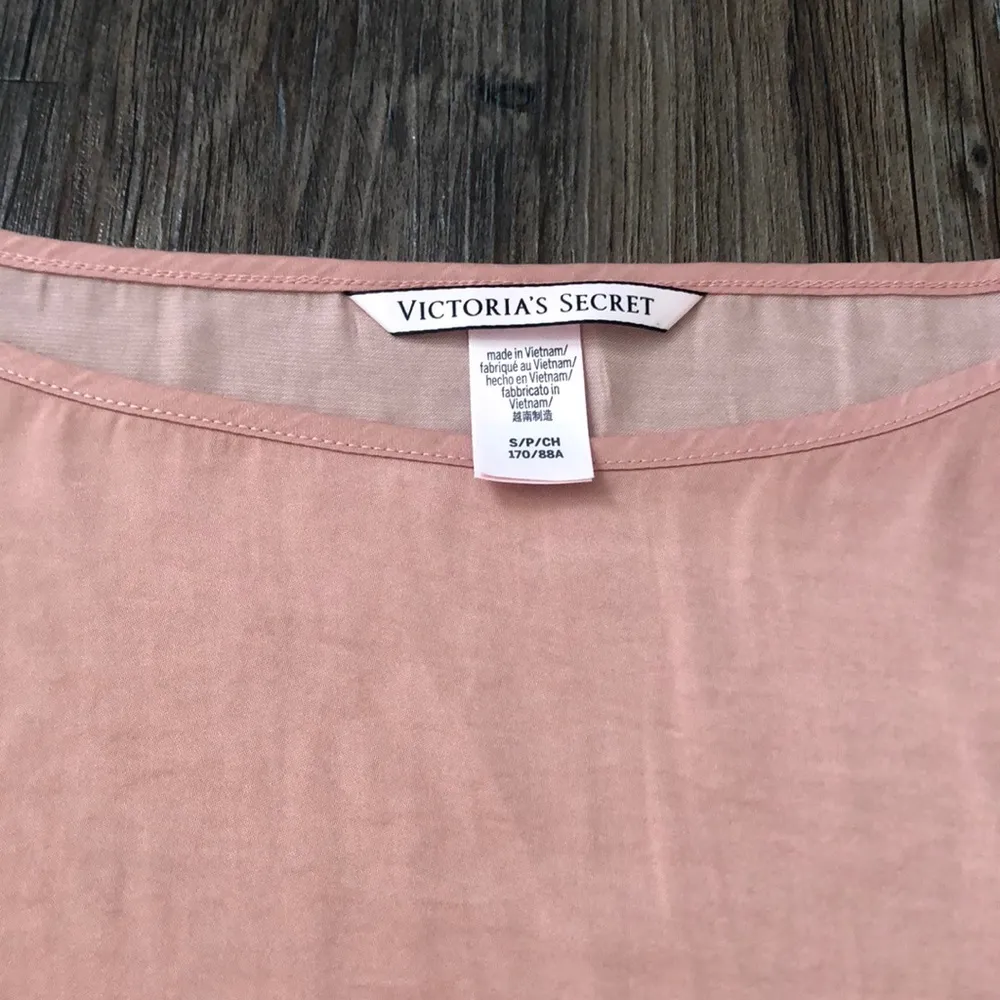 VICTORIA'S SECRET
made in Vietnam/
fabriqué au Vietnam/
hecho en Vietnam/
fabbricato in
Vietnam/
越南制造
S/P/CH
170/88A